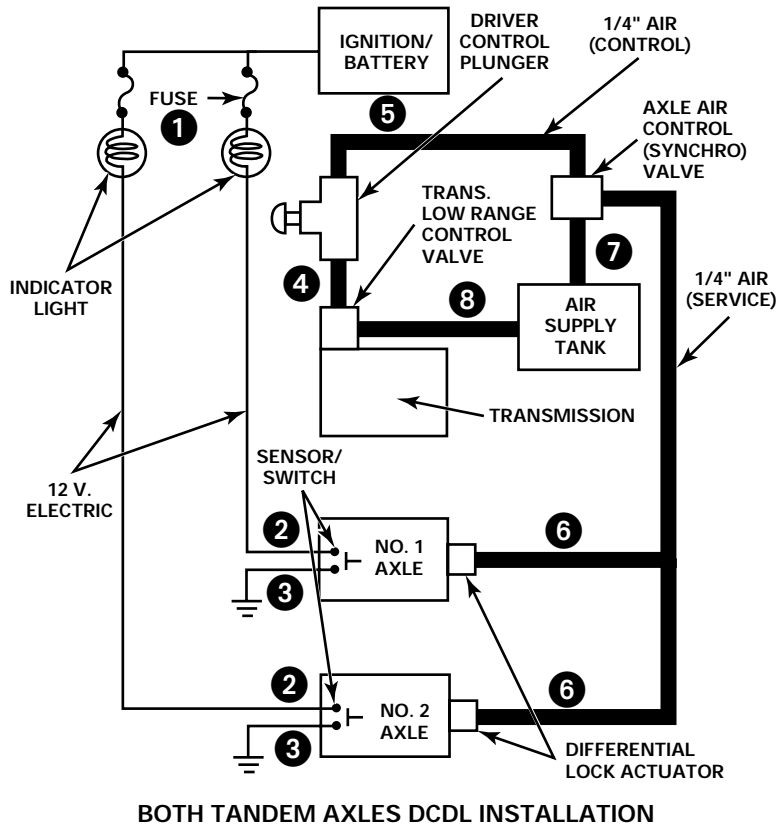 IGNITION/
BATTERY
DRIVER
CONTROL
PLUNGER
1/4" AIR
(CONTROL)
FUSE
1
5
AXLE AIR
CONTROL
(SYNCHRO)
VALVE
TRANS.
LOW RANGE
CONTROL
VALVE
INDICATOR
LIGHT
4
7
8
AIR
SUPPLY
TANK
1/4" AIR
(SERVICE)
TRANSMISSION
12 V.
ELECTRIC
SENSOR/
SWITCH
2
NO. 1
AXLE
6
3
2
NO. 2
AXLE
6
3
DIFFERENTIAL
LOCK ACTUATOR
BOTH TANDEM AXLES DCDL INSTALLATION